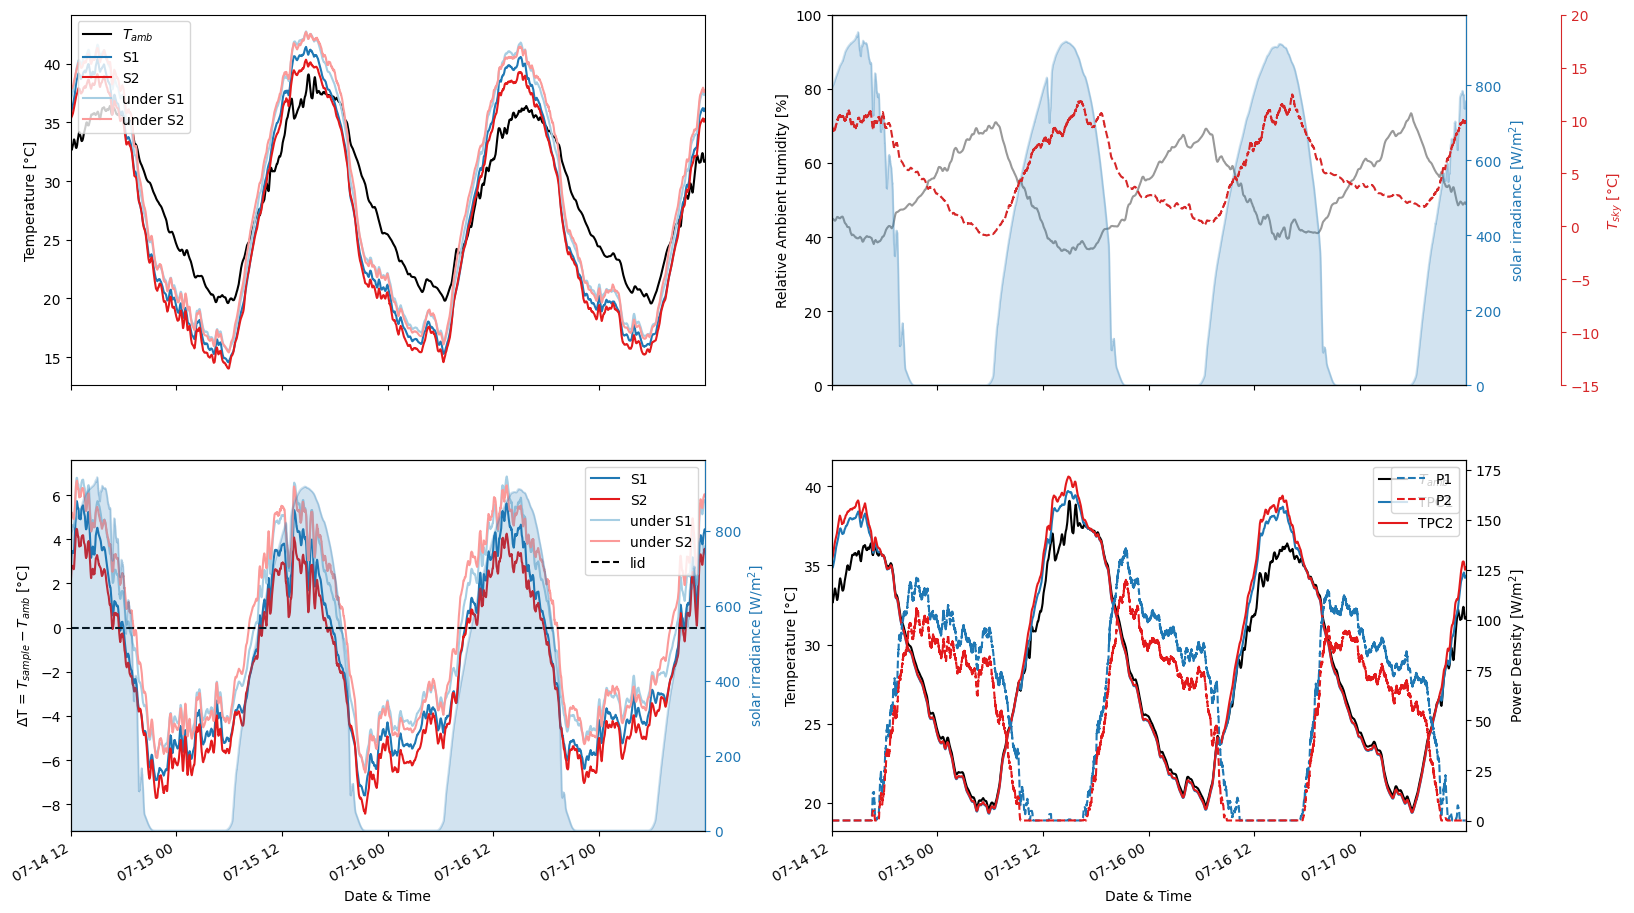 40
35
30
25
20
15
Temperature [°C]
T_amb
S1
S2
under S1
under S2
100
80
60
40
20
0
Relative Ambient Humidity [%]
800
600
400
200
0
solar irradiance [W/m²]
20
15
10
5
0
−5
−10
−15
T_sky [°C]
6
4
2
0
−2
−4
−6
−8
ΔT = T_sample − T_amb [°C]
S1
S2
under S1
under S2
lid
800
600
400
200
0
solar irradiance [W/m²]
07-14 12
07-15 00
07-15 12
07-16 00
07-16 12
07-17 00
Date & Time
40
35
30
25
20
Temperature [°C]
P1
P2
TPC2
175
150
125
100
75
50
25
0
Power Density [W/m²]
07-14 12
07-15 00
07-15 12
07-16 00
07-16 12
07-17 00
Date & Time